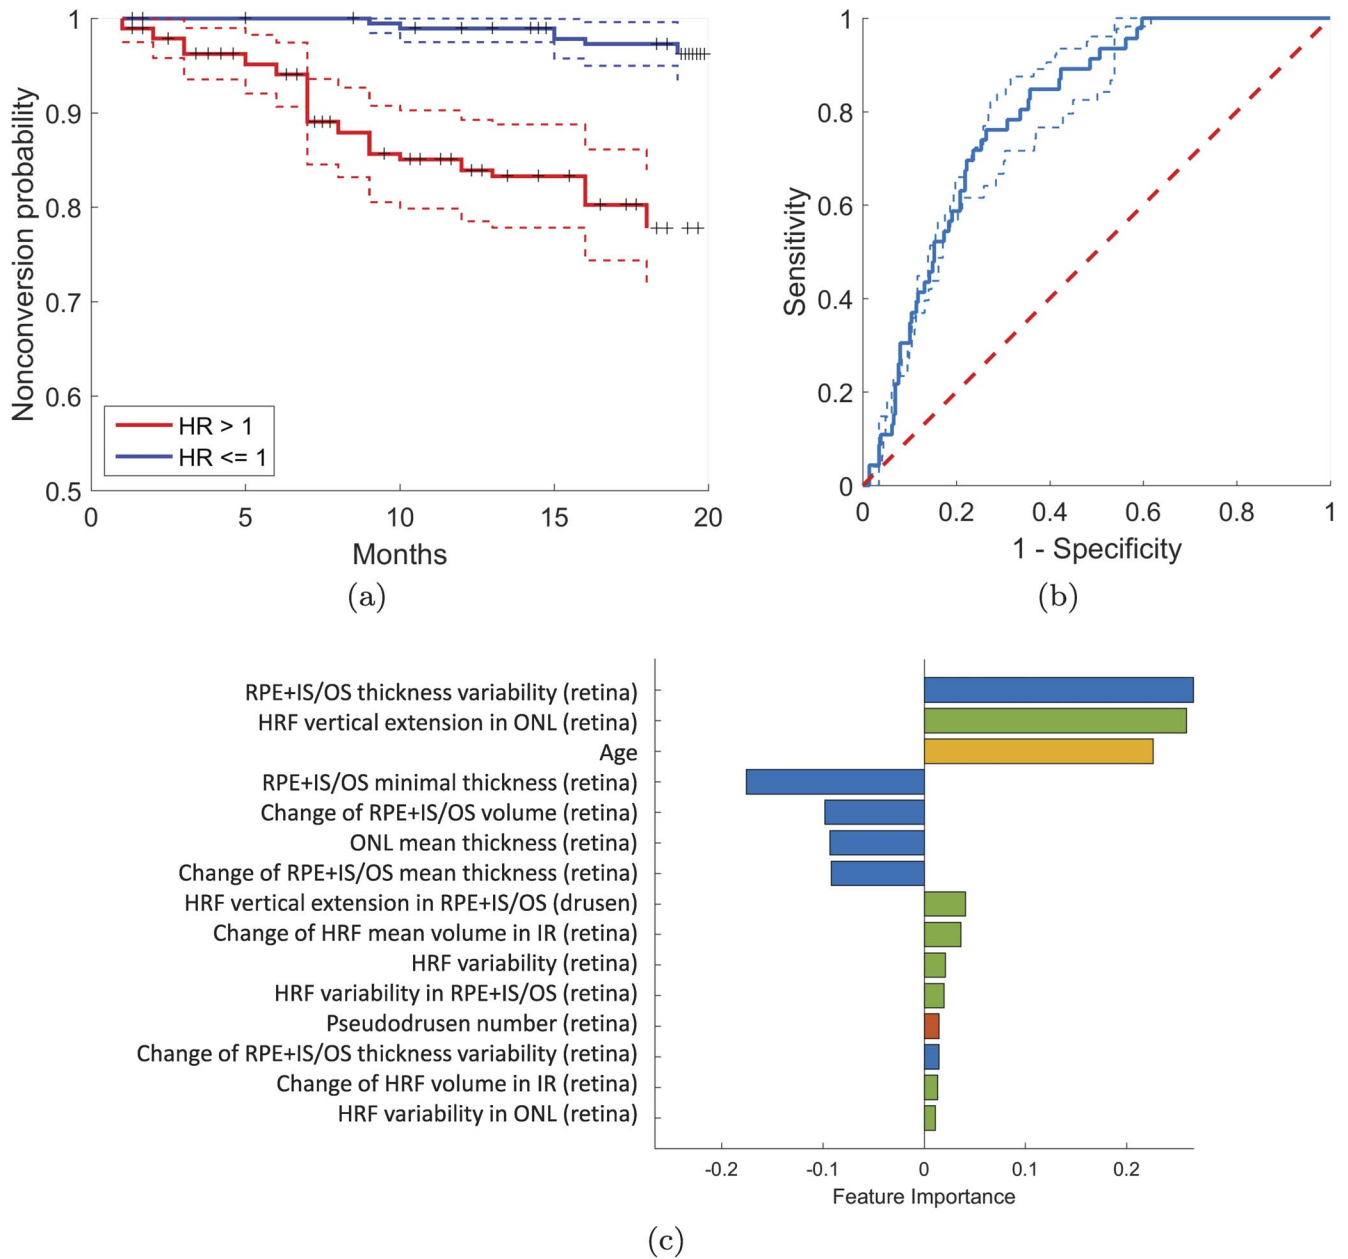 1
0.9
0.8
0.7
0.6
0.5
Nonconversion probability
HR > 1
HR <= 1
0 5 10 15 20
Months
(a)
1
0.8
0.6
0.4
0.2
0
Sensitivity
0 0.2 0.4 0.6 0.8 1
1 - Specificity
(b)
RPE+IS/OS thickness variability (retina)
HRF vertical extension in ONL (retina)
Age
RPE+IS/OS minimal thickness (retina)
Change of RPE+IS/OS volume (retina)
ONL mean thickness (retina)
Change of RPE+IS/OS mean thickness (retina)
HRF vertical extension in RPE+IS/OS (drusen)
Change of HRF mean volume in IR (retina)
HRF variability (retina)
HRF variability in RPE+IS/OS (retina)
Pseudodrusen number (retina)
Change of RPE+IS/OS thickness variability (retina)
Change of HRF volume in IR (retina)
HRF variability in ONL (retina)
-0.2 -0.1 0 0.1 0.2
Feature Importance
(c)